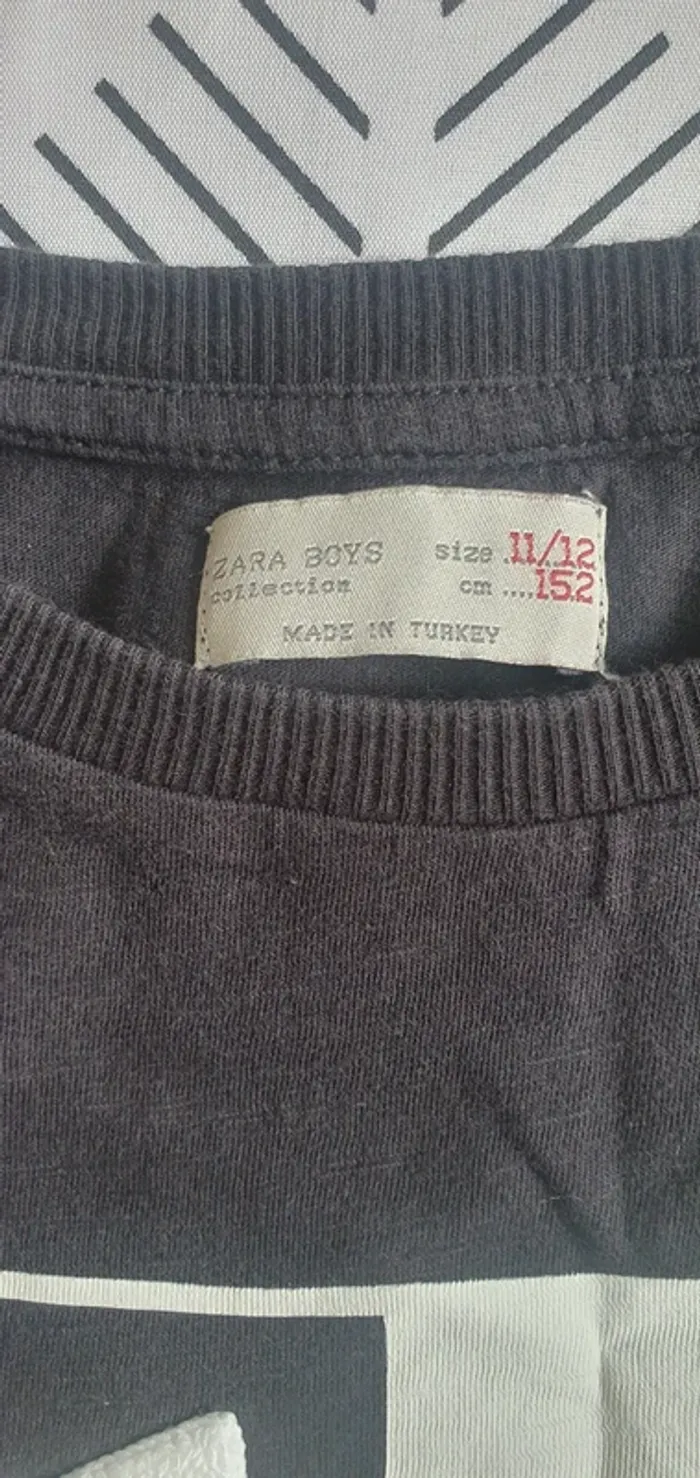 ZARA BOYS size .11/12
collection cm ....152
MADE IN TURKEY